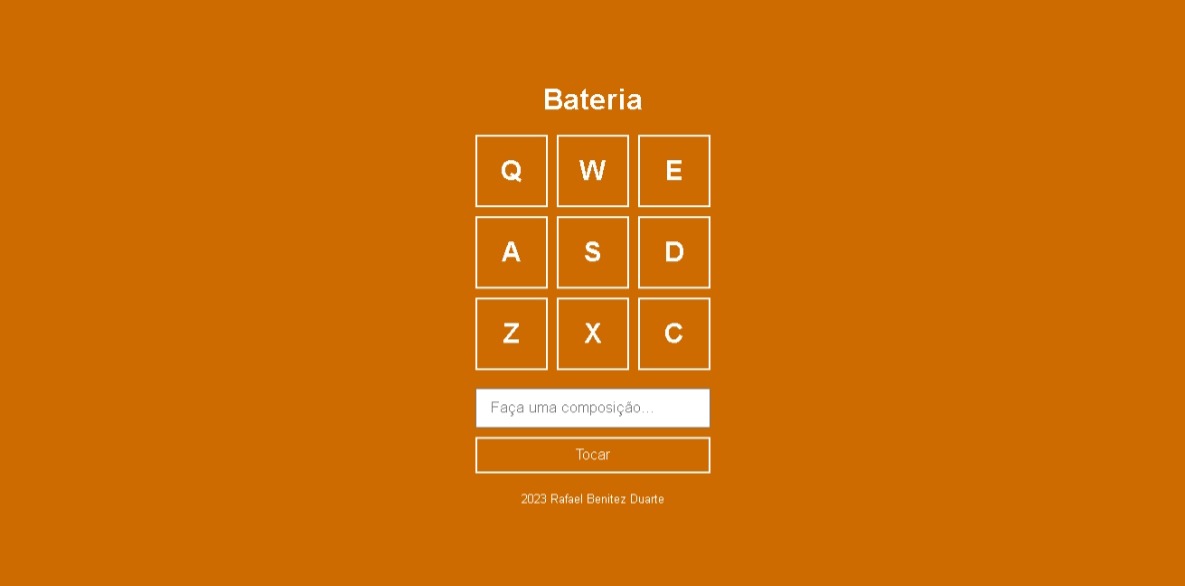 Bateria
Q W E
A S D
Z X C
Faça uma composição...
Tocar
2023 Rafael Benitez Duarte